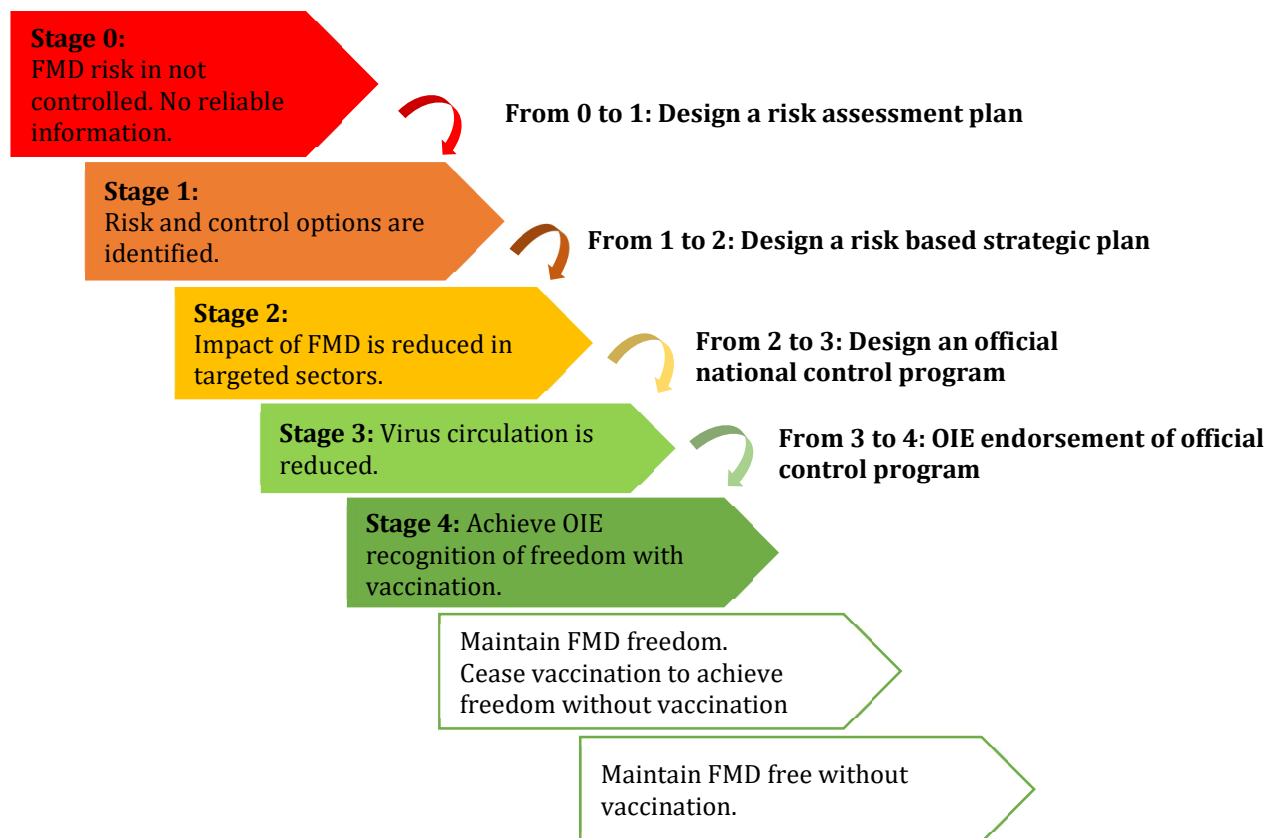 Stage 0:
FMD risk in not
controlled. No reliable
information.
From 0 to 1: Design a risk assessment plan
Stage 1:
Risk and control options are
identified.
From 1 to 2: Design a risk based strategic plan
Stage 2:
Impact of FMD is reduced in
targeted sectors.
From 2 to 3: Design an official
national control program
Stage 3: Virus circulation is
reduced.
From 3 to 4: OIE endorsement of official
control program
Stage 4: Achieve OIE
recognition of freedom with
vaccination.
Maintain FMD freedom.
Cease vaccination to achieve
freedom without vaccination
Maintain FMD free without
vaccination.